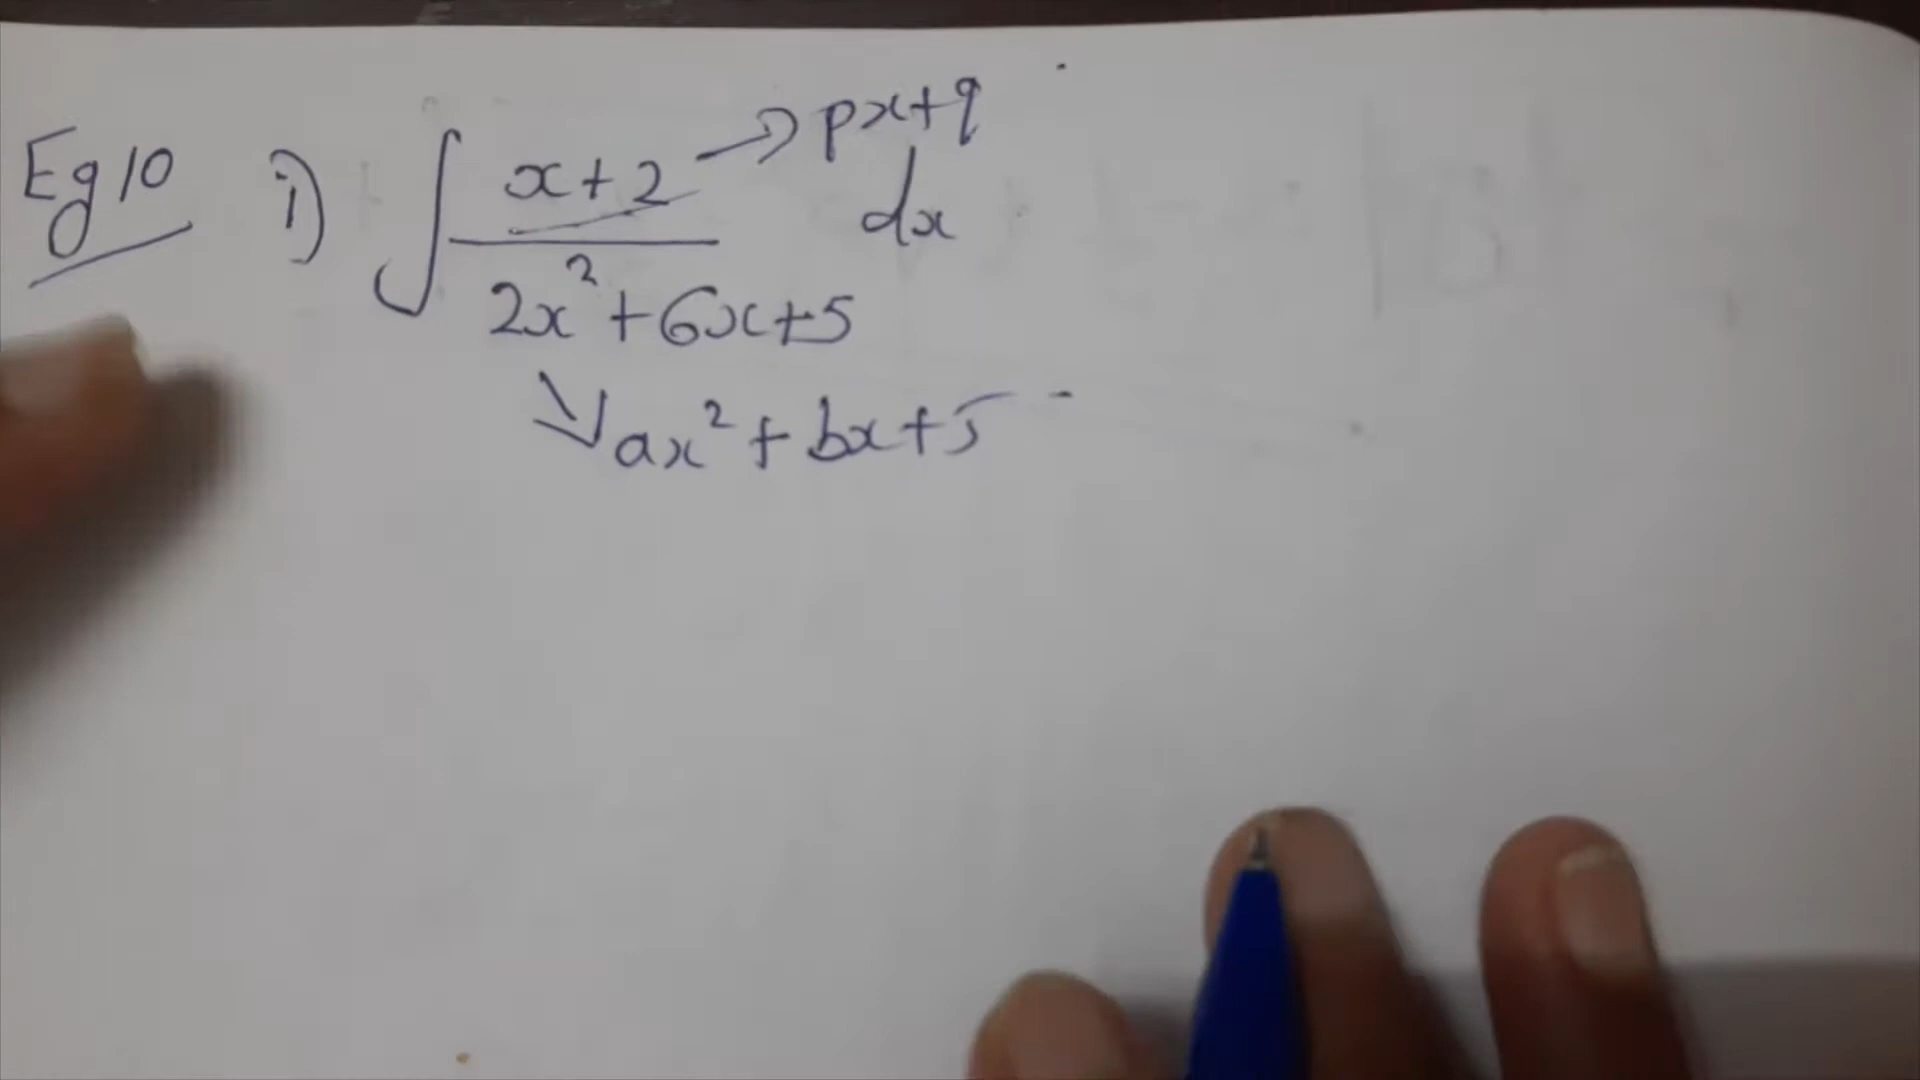 Eg 10 i) ∫ x+2 → px+q
dx
2x² + 6x+5
↘ ax² + bx+5